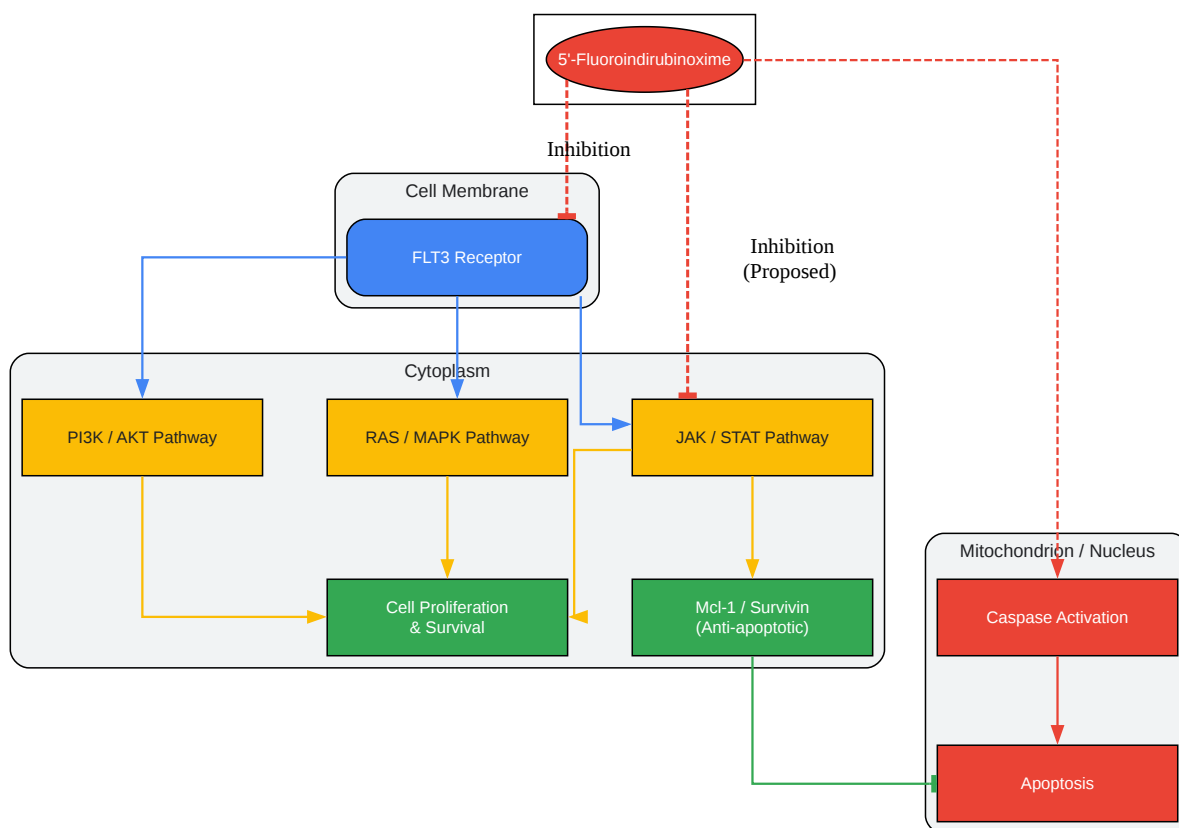 5'-Fluoroindirubinoxime
Inhibition
Cell Membrane
FLT3 Receptor
Inhibition
(Proposed)
Cytoplasm
PI3K / AKT Pathway
RAS / MAPK Pathway
JAK / STAT Pathway
Mitochondrion / Nucleus
Cell Proliferation
& Survival
Mcl-1 / Survivin
(Anti-apoptotic)
Caspase Activation
Apoptosis